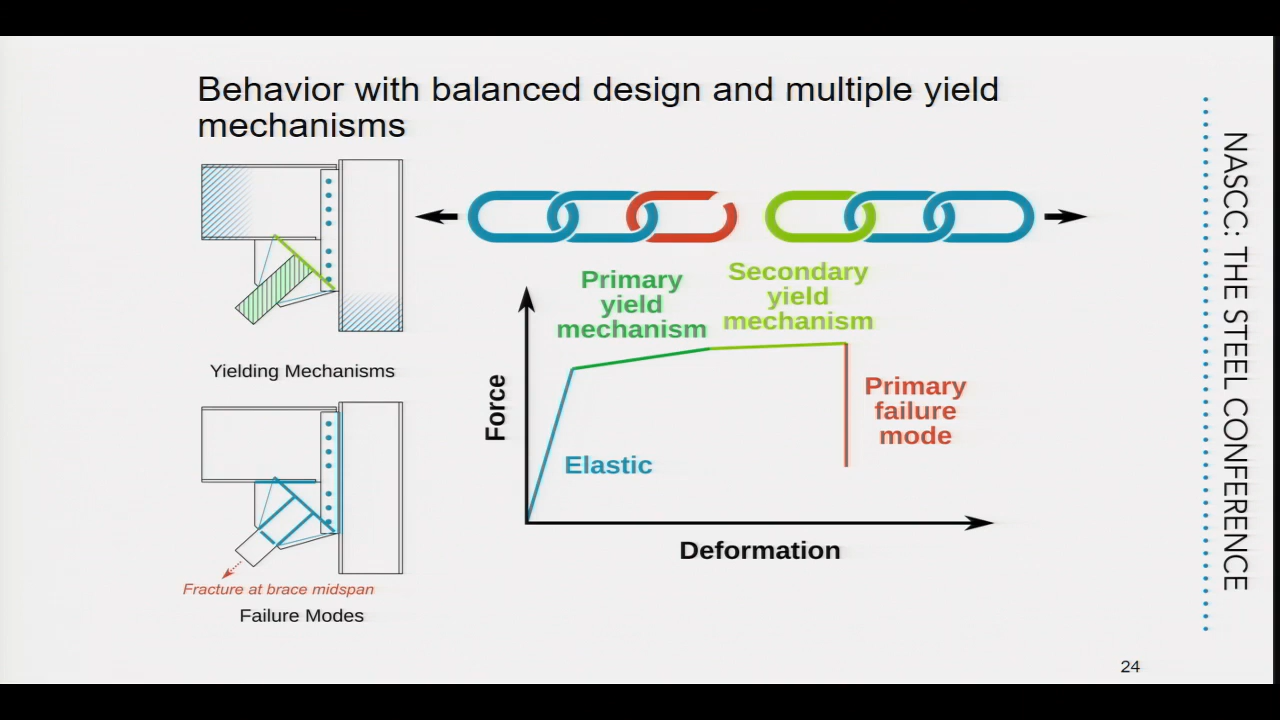 Behavior with balanced design and multiple yield
mechanisms
Primary
yield
mechanism
Secondary
yield
mechanism
Yielding Mechanisms
Force
Elastic
Primary
failure
mode
Deformation
Fracture at brace midspan
Failure Modes
NASCC: THE STEEL CONFERENCE
24